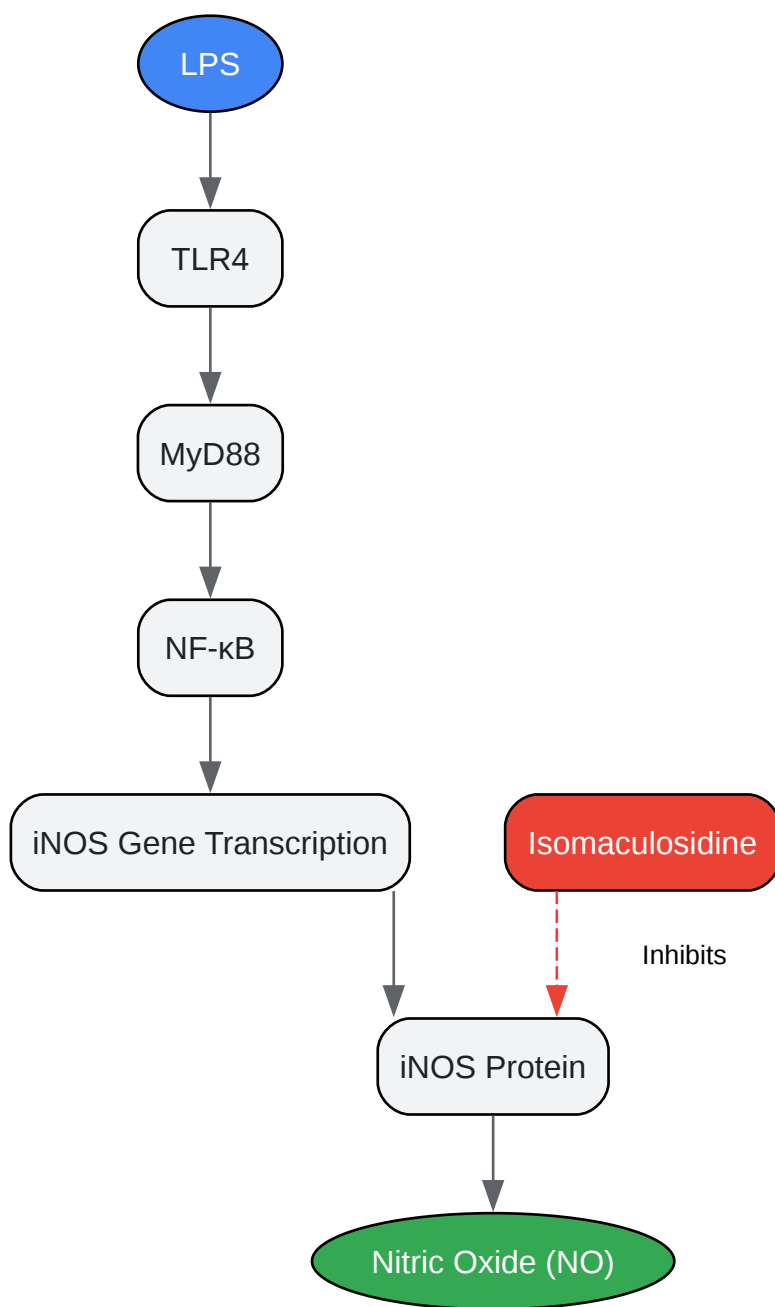 LPS
TLR4
MyD88
NF-κB
iNOS Gene Transcription
Isomaculosidine
Inhibits
iNOS Protein
Nitric Oxide (NO)